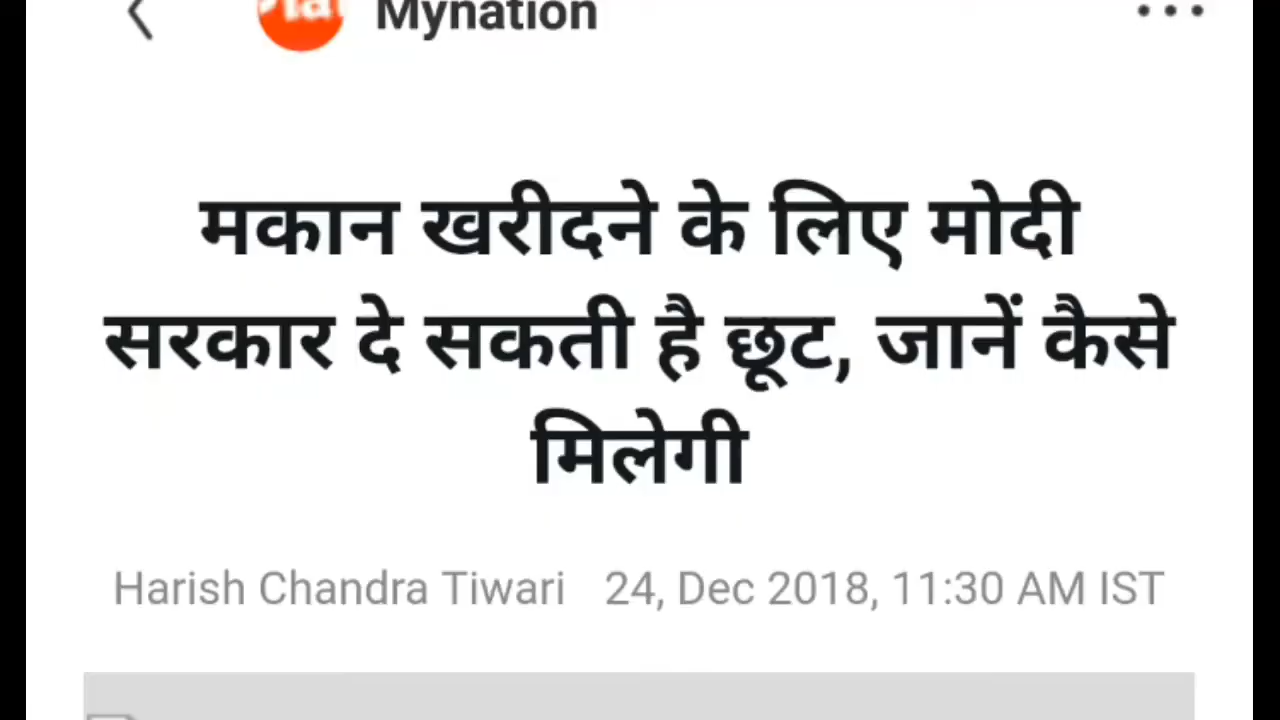 Mynation
मकान खरीदने के लिए मोदी
सरकार दे सकती है छूट, जानें कैसे
मिलेगी
Harish Chandra Tiwari 24, Dec 2018, 11:30 AM IST